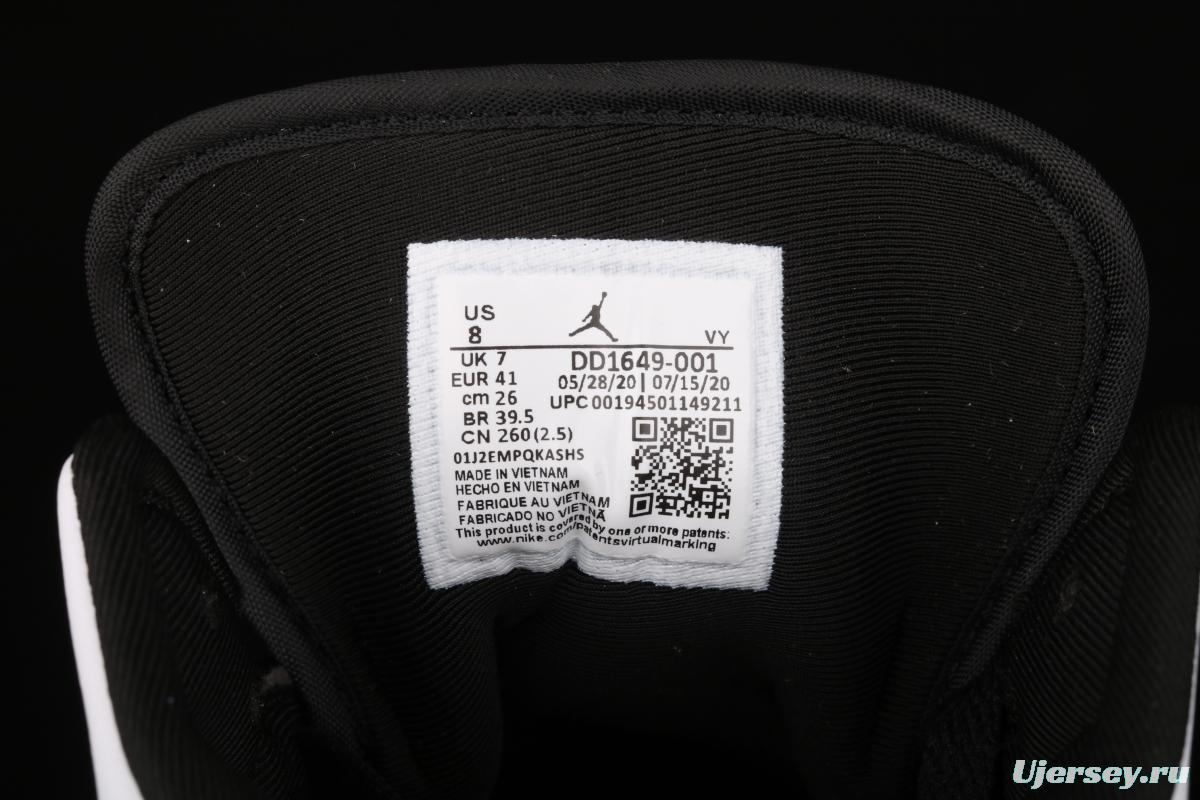 US
8
VY
UK 7
DD1649-001
EUR 41
05/28/20 | 07/15/20
cm 26
UPC 00194501149211
BR 39.5
CN 260(2.5)
01J2EMPQKASHS
MADE IN VIETNAM
HECHO EN VIETNAM
FABRIQUE AU VIETNAM
FABRICADO NO VIETNÃ
This product is covered by one or more patents:
www.nike.com/patentsvirtualmarking
Ujersey.ru